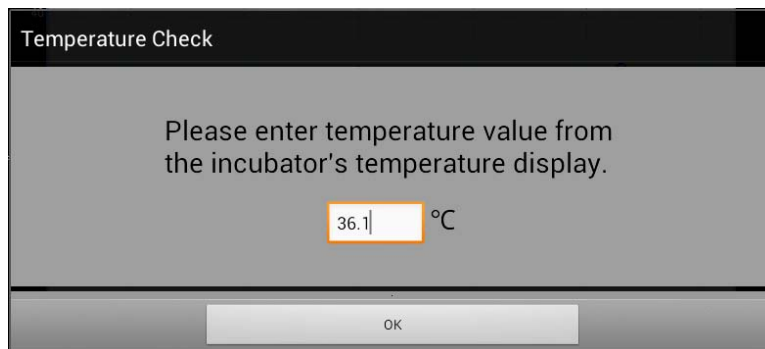 Temperature Check
Please enter temperature value from
the incubator's temperature display.
36.1 °C
OK